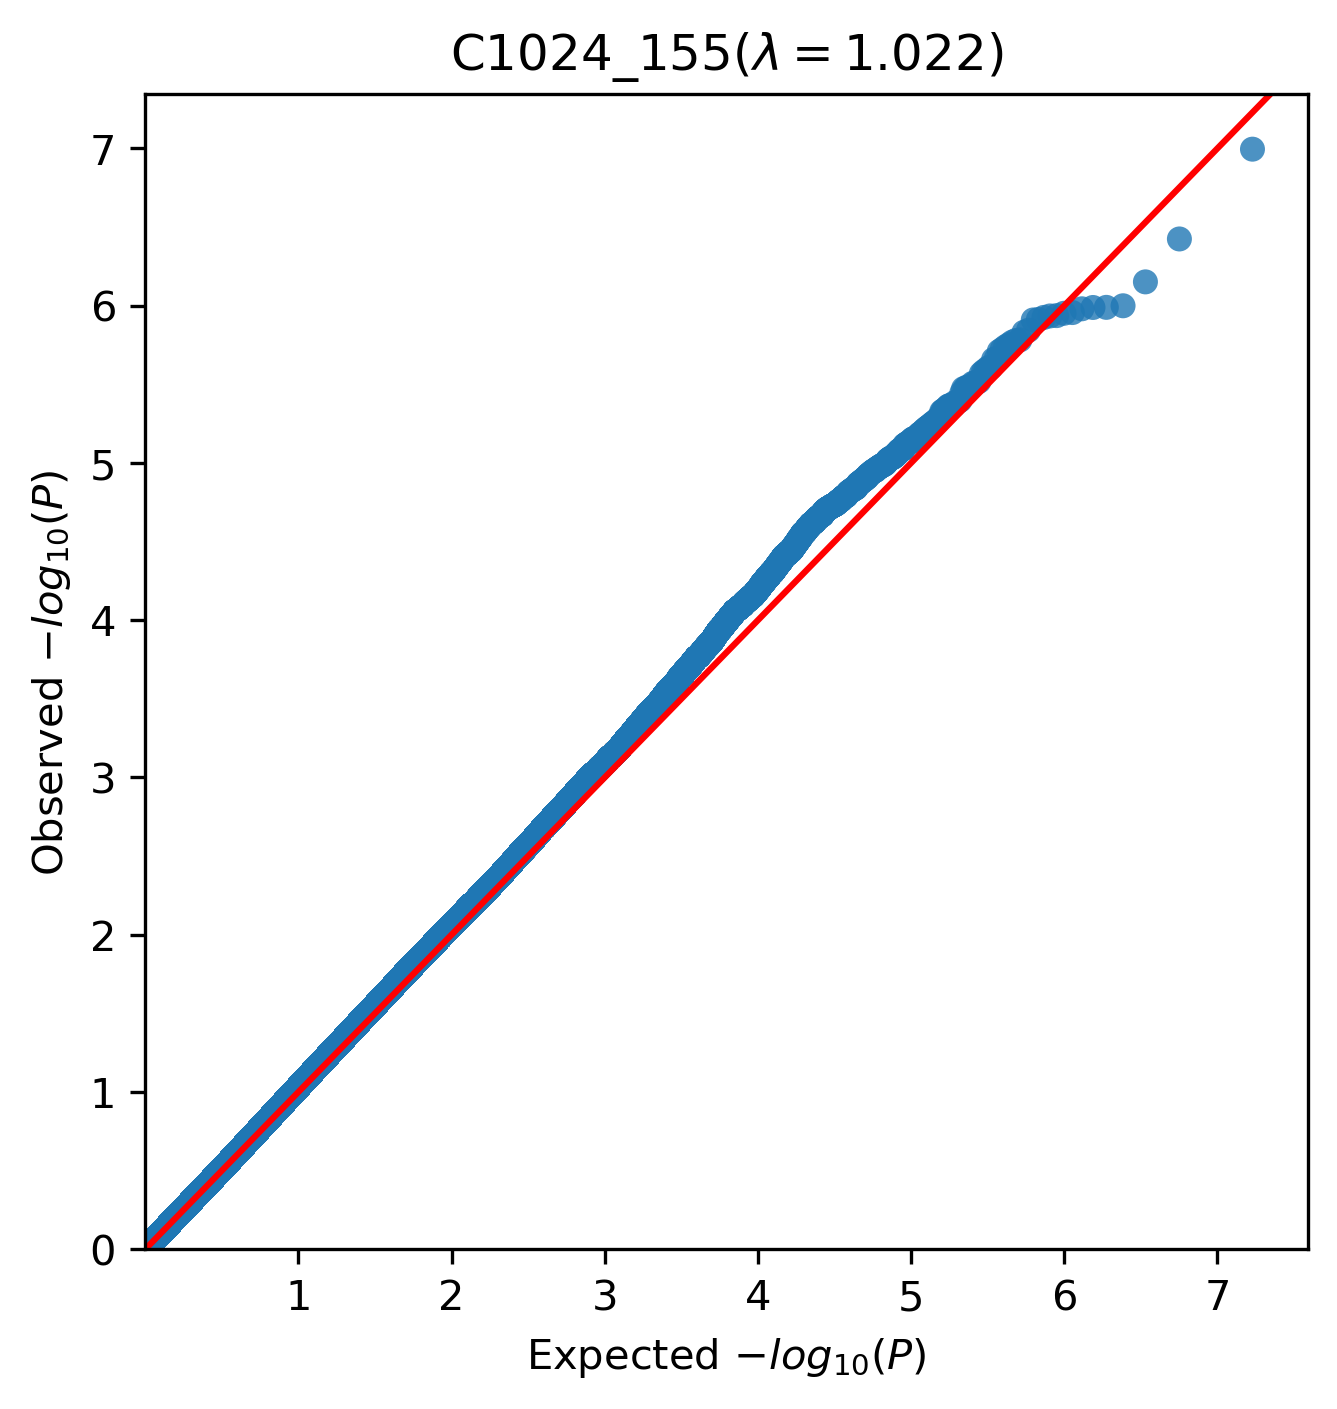 C1024_155(λ = 1.022)
7
6
5
4
3
2
1
0
Observed −log₁₀(P)
1 2 3 4 5 6 7
Expected −log₁₀(P)